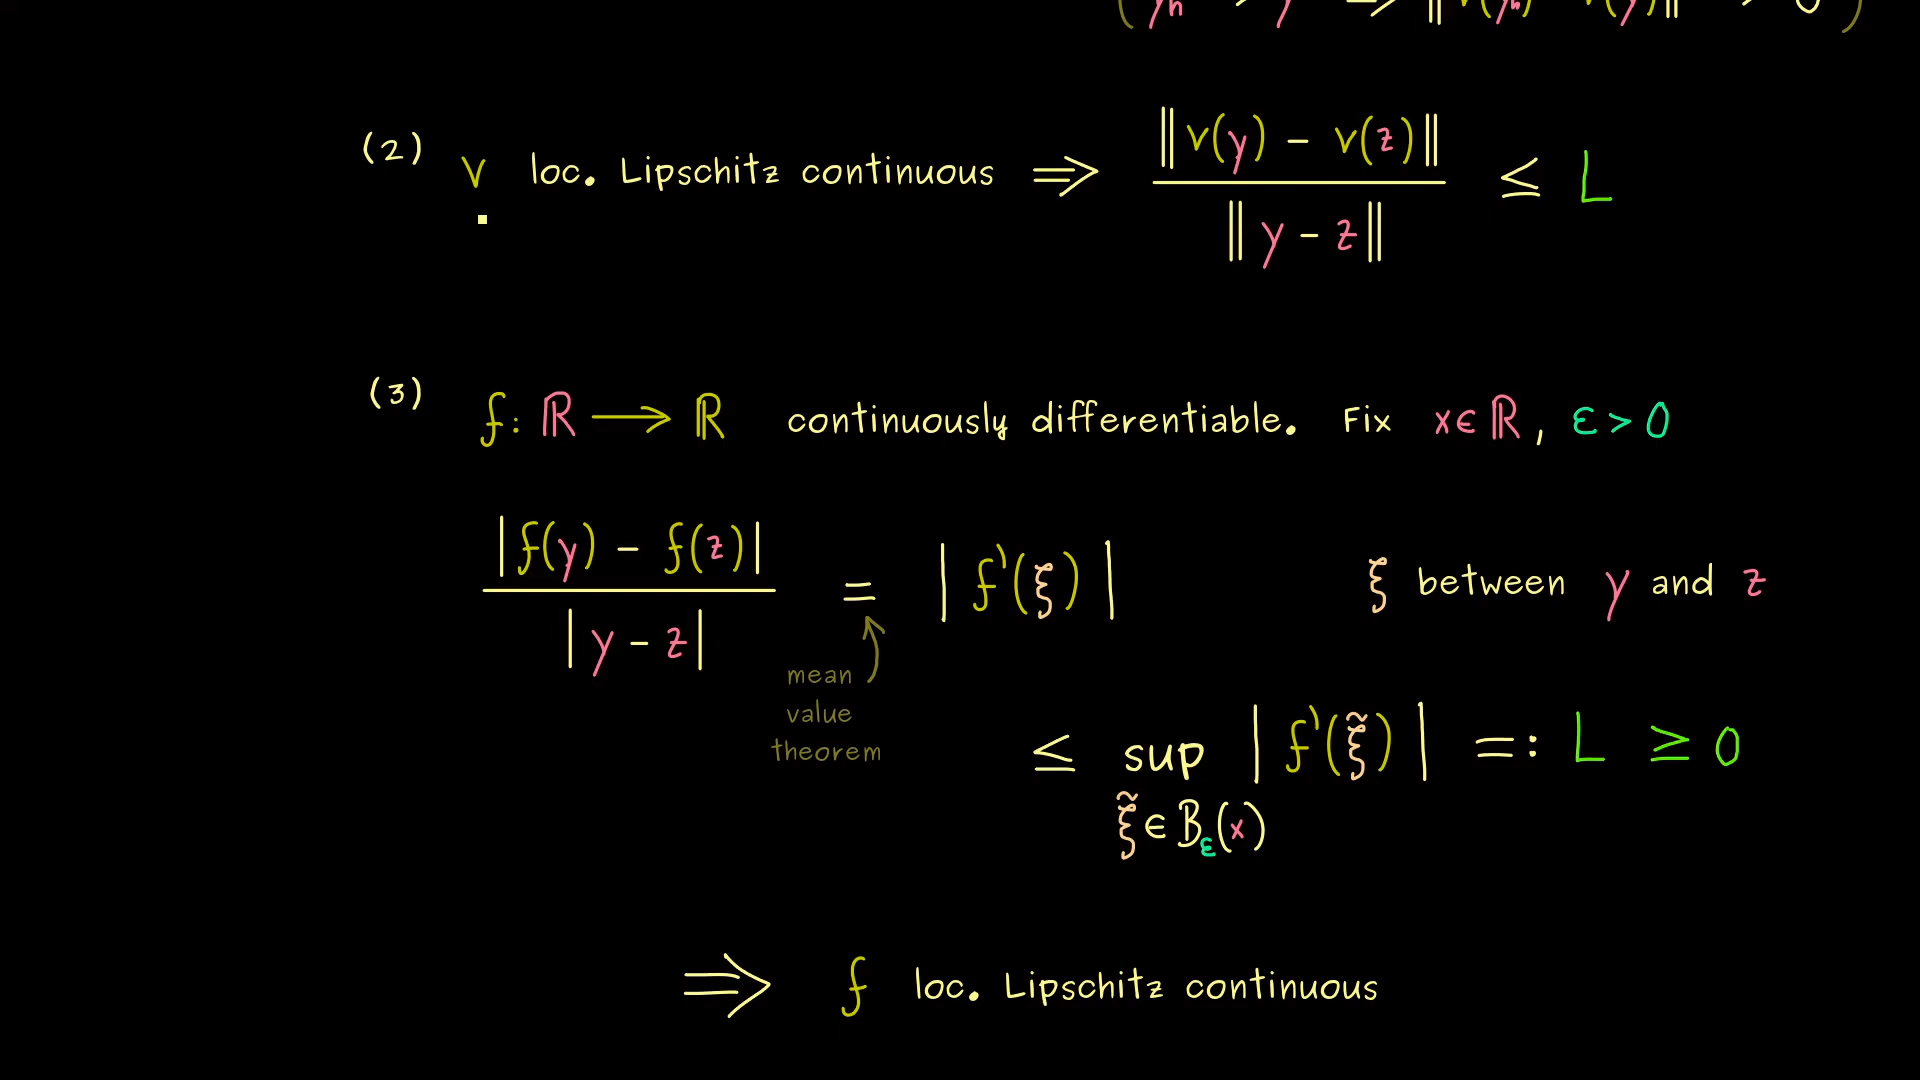 (2) v loc. Lipschitz continuous ⟹ ‖v(y) − v(z)‖ / ‖y − z‖ ≤ L
(3) f: ℝ ⟶ ℝ continuously differentiable. Fix x∈ℝ, ε > 0
|f(y) − f(z)| / |y − z| = |f'(ξ)| ξ between y and z
mean
value
theorem
≤ sup |f'(ξ̃)| =: L ≥ 0
ξ̃∈B_ε(x)
⟹ f loc. Lipschitz continuous